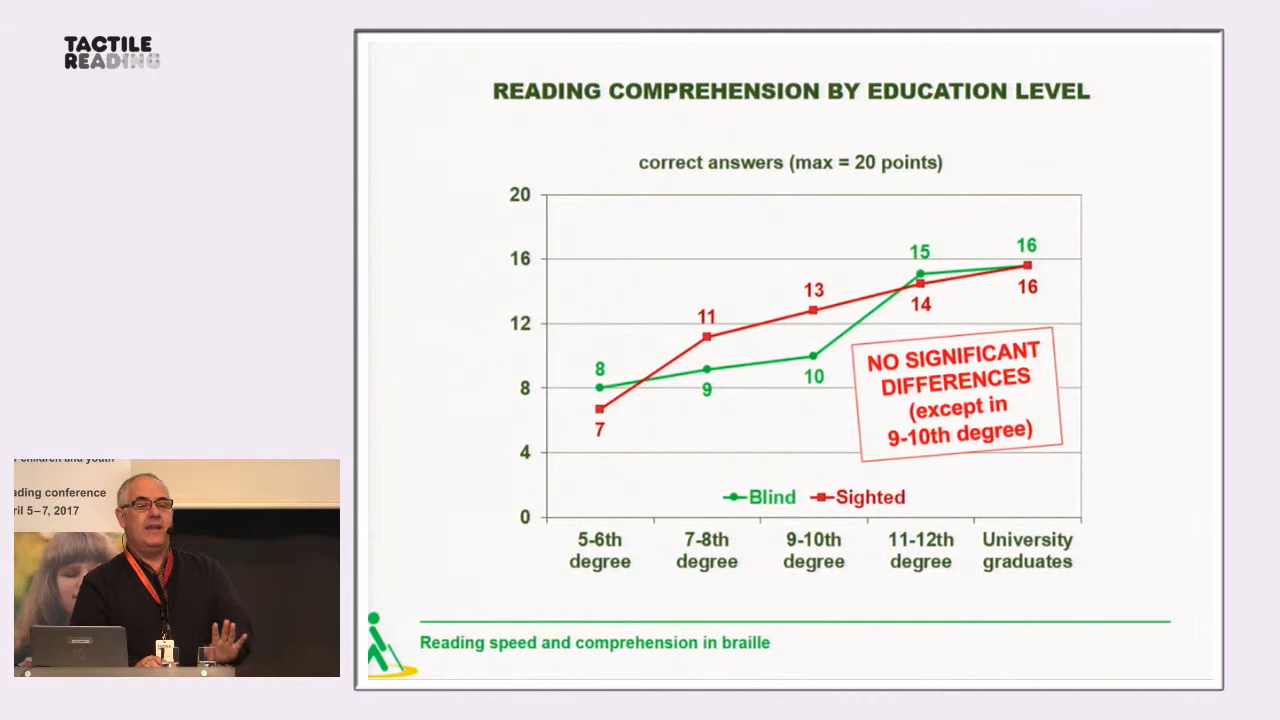 TACTILE
READING
READING COMPREHENSION BY EDUCATION LEVEL
correct answers (max = 20 points)
20
16
12
8
4
0
8
9
10
15
16
7
11
13
14
16
NO SIGNIFICANT
DIFFERENCES
(except in
9-10th degree)
Blind
Sighted
5-6th
degree
7-8th
degree
9-10th
degree
11-12th
degree
University
graduates
Reading speed and comprehension in braille
children and youth
ading conference
ril 5–7, 2017